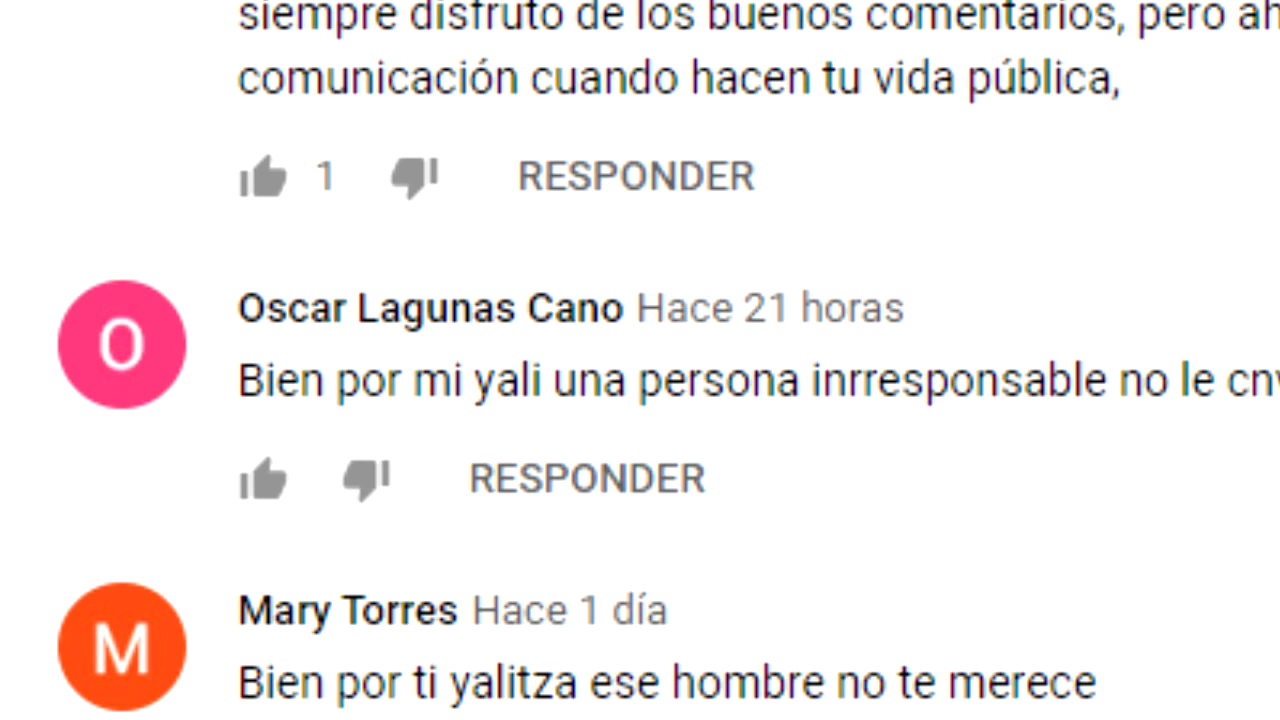 siempre disfruto de los buenos comentarios, pero
comunicación cuando hacen tu vida pública,
1 RESPONDER
O
Oscar Lagunas Cano Hace 21 horas
Bien por mi yali una persona inrresponsable no le
RESPONDER
M
Mary Torres Hace 1 día
Bien por ti yalitza ese hombre no te merece